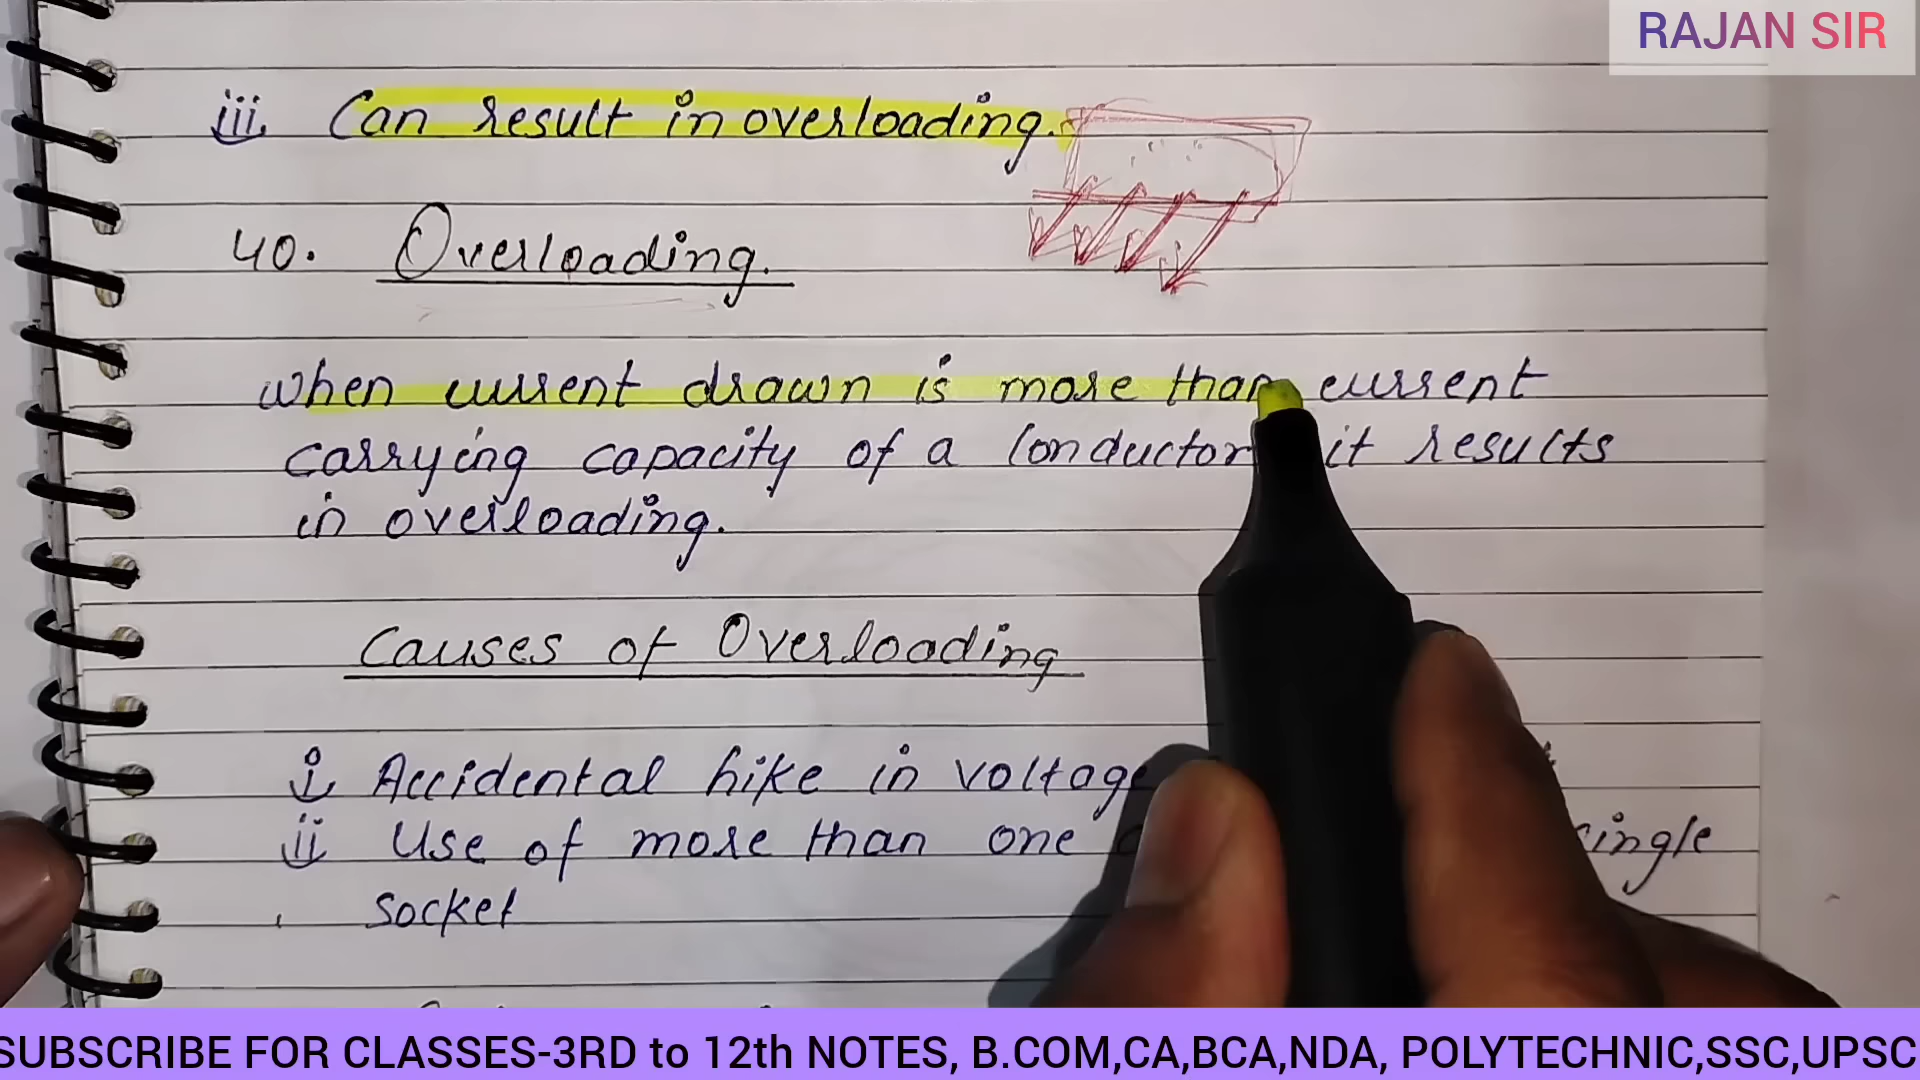 RAJAN SIR
iii Can result in overloading.
40. Overloading.
When current drawn is more than current
carrying capacity of a conductor it results
in overloading.
Causes of Overloading
i Accidental hike in voltage
ii Use of more than one single
socket
SUBSCRIBE FOR CLASSES-3RD to 12th NOTES, B.COM,CA,BCA,NDA, POLYTECHNIC,SSC,UPSC